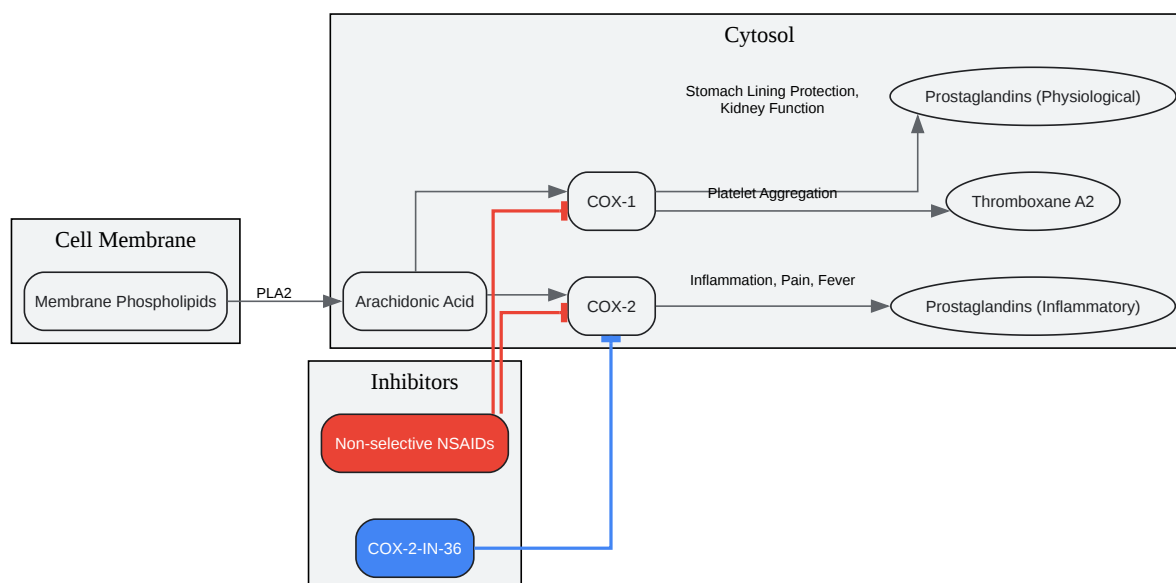 Cytosol
Stomach Lining Protection,
Kidney Function
Prostaglandins (Physiological)
COX-1
Platelet Aggregation
Thromboxane A2
Cell Membrane
Membrane Phospholipids
PLA2
Arachidonic Acid
COX-2
Inflammation, Pain, Fever
Prostaglandins (Inflammatory)
Inhibitors
Non-selective NSAIDs
COX-2-IN-36